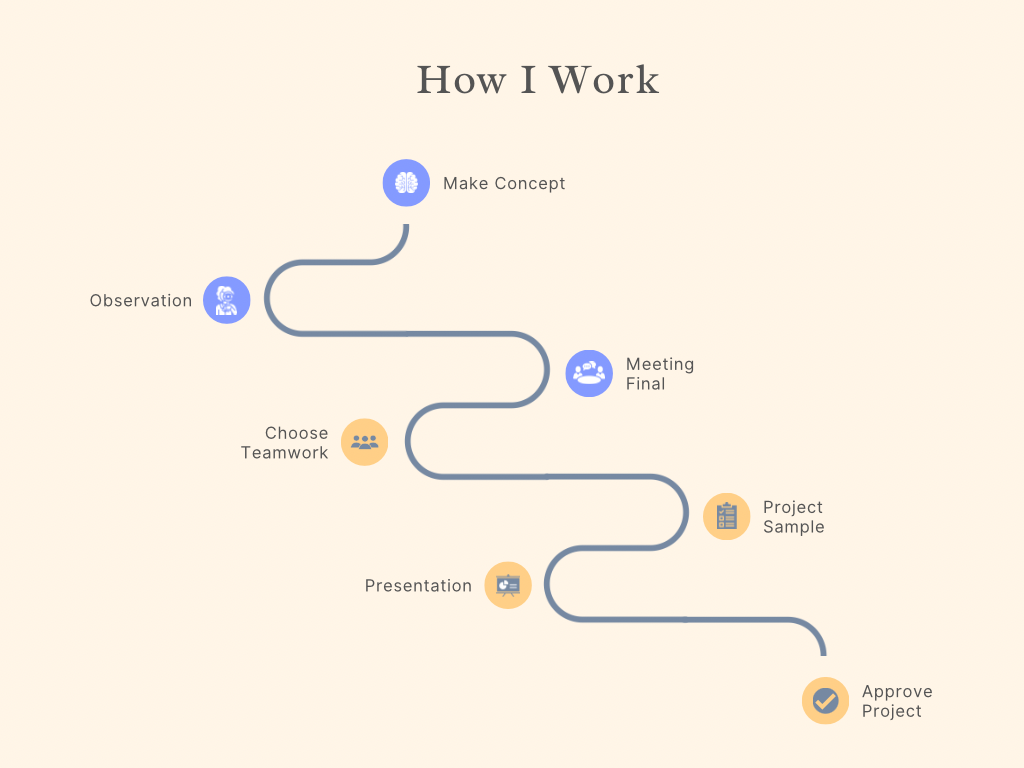 How I Work
Make Concept
Observation
Meeting
Final
Choose
Teamwork
Project
Sample
Presentation
Approve
Project